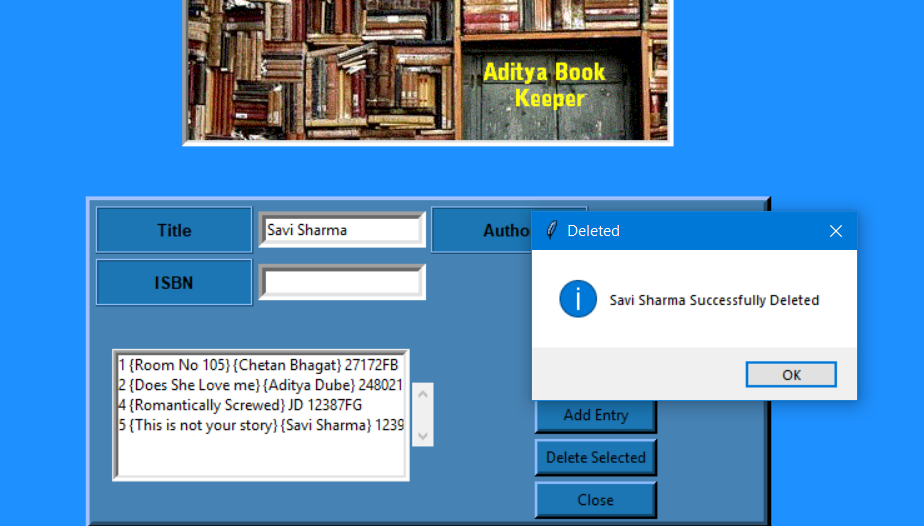 Aditya Book
Keeper
Title
Savi Sharma
Deleted
ISBN
Savi Sharma Successfully Deleted
OK
1 {Room No 105} {Chetan Bhagat} 27172FB
2 {Does She Love me} {Aditya Dube} 248021
4 {Romantically Screwed} JD 12387FG
5 {This is not your story} {Savi Sharma} 1239
Add Entry
Delete Selected
Close